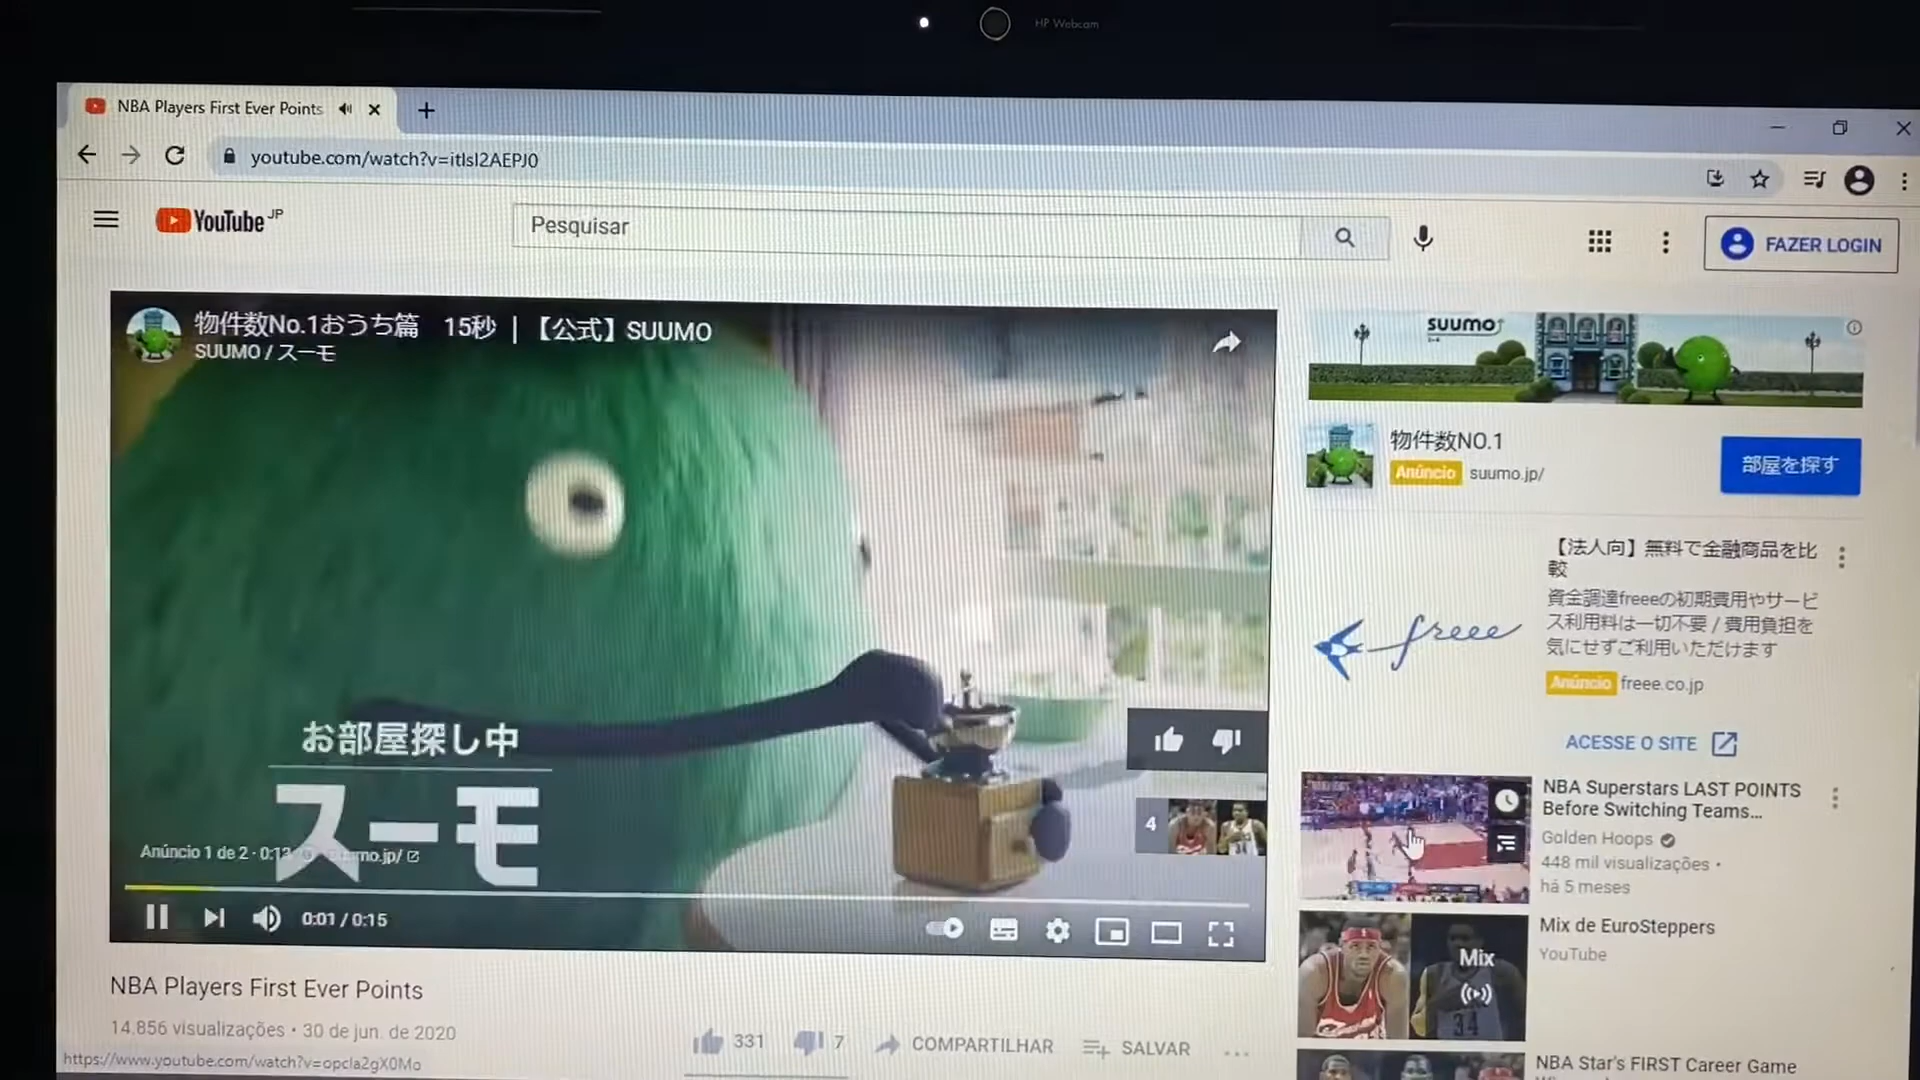 HP Webcam
NBA Players First Ever Points
youtube.com/watch?v=itIsI2AEPJ0
YouTube JP
Pesquisar
FAZER LOGIN
物件数No.1おうち篇 15秒 | 【公式】SUUMO
SUUMO / スーモ
お部屋探し中
スーモ
Anúncio 1 de 2 · 0:13
mo.jp/
4
0:01 / 0:15
NBA Players First Ever Points
14.856 visualizações • 30 de jun. de 2020
331
7
COMPARTILHAR
SALVAR
https://www.youtube.com/watch?v=opcla2gX0Mo
suumo
物件数NO.1
Anúncio suumo.jp/
部屋を探す
【法人向】無料で金融商品を比
較
資金調達freeeの初期費用やサービ
ス利用料は一切不要 / 費用負担を
気にせずご利用いただけます
freee
Anúncio freee.co.jp
ACESSE O SITE
NBA Superstars LAST POINTS
Before Switching Teams...
Golden Hoops
448 mil visualizações •
há 5 meses
Mix de EuroSteppers
YouTube
Mix
34
NBA Star's FIRST Career Game